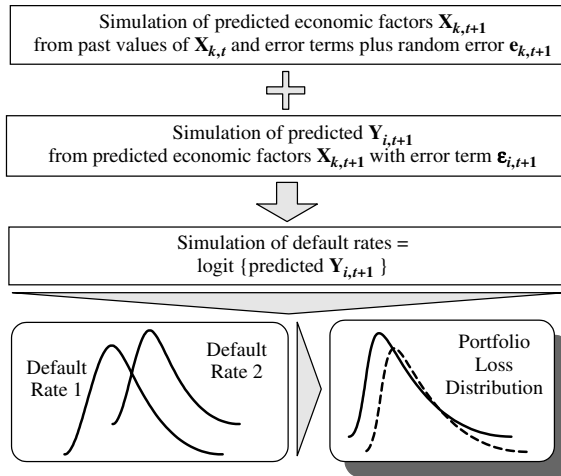 Simulation of predicted economic factors X_{k,t+1}
from past values of X_{k,t} and error terms plus random error e_{k,t+1}
Simulation of predicted Y_{i,t+1}
from predicted economic factors X_{k,t+1} with error term ε_{i,t+1}
Simulation of default rates =
logit {predicted Y_{i,t+1} }
Default
Rate 1
Default
Rate 2
Portfolio
Loss
Distribution